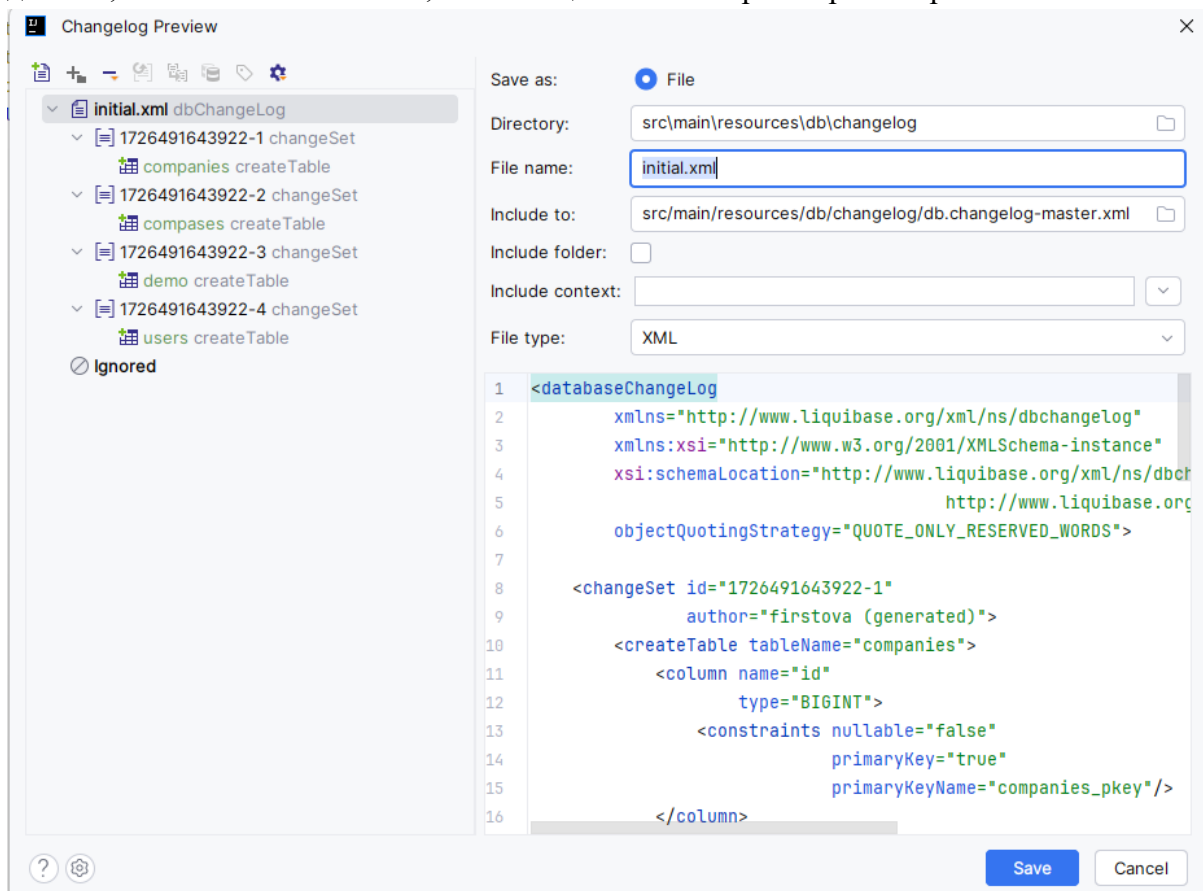 Changelog Preview
initial.xml dbChangeLog
1726491643922-1 changeSet
companies createTable
1726491643922-2 changeSet
compases createTable
1726491643922-3 changeSet
demo createTable
1726491643922-4 changeSet
users createTable
Ignored
Save as: File
Directory: src\main\resources\db\changelog
File name: initial.xml
Include to: src/main/resources/db/changelog/db.changelog-master.xml
Include folder:
Include context:
File type: XML
1 <databaseChangeLog
2 xmlns="http://www.liquibase.org/xml/ns/dbchangelog"
3 xmlns:xsi="http://www.w3.org/2001/XMLSchema-instance"
4 xsi:schemaLocation="http://www.liquibase.org/xml/ns/dbch
5 http://www.liquibase.org
6 objectQuotingStrategy="QUOTE_ONLY_RESERVED_WORDS">
7
8 <changeSet id="1726491643922-1"
9 author="firstova (generated)">
10 <createTable tableName="companies">
11 <column name="id"
12 type="BIGINT">
13 <constraints nullable="false"
14 primaryKey="true"
15 primaryKeyName="companies_pkey"/>
16 </column>
? Save Cancel